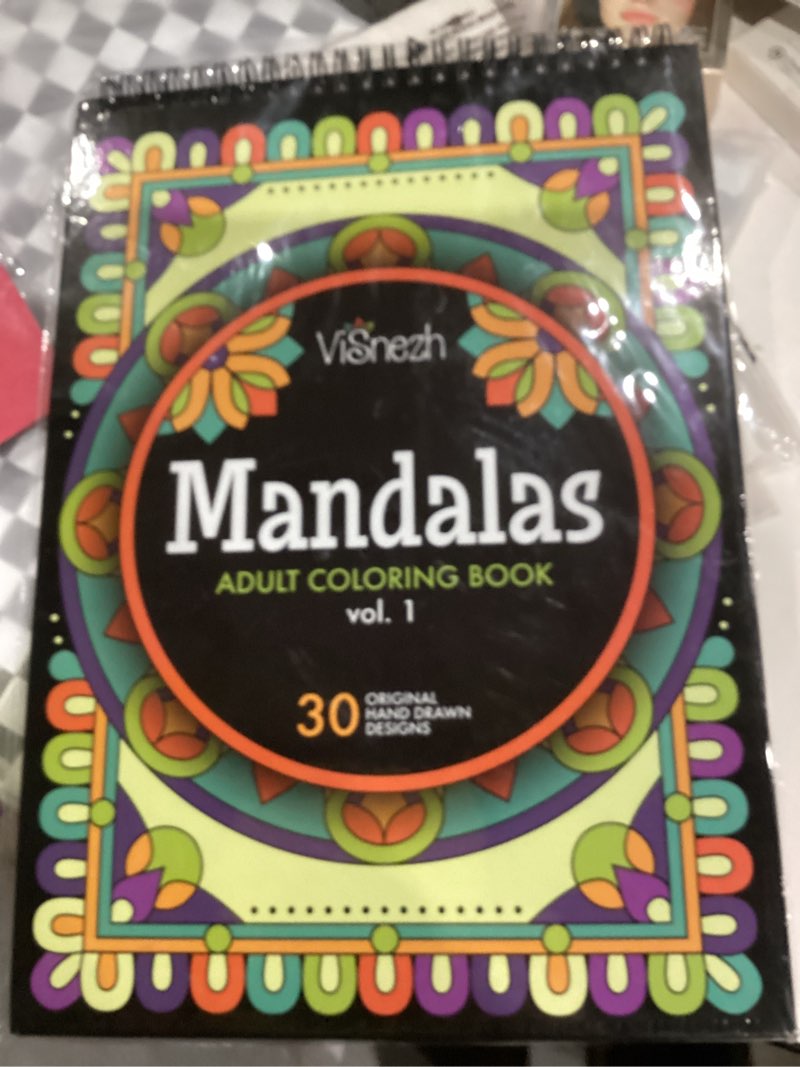 ViSnezh
Mandalas
ADULT COLORING BOOK
vol. 1
30 ORIGINAL
HAND DRAWN
DESIGNS